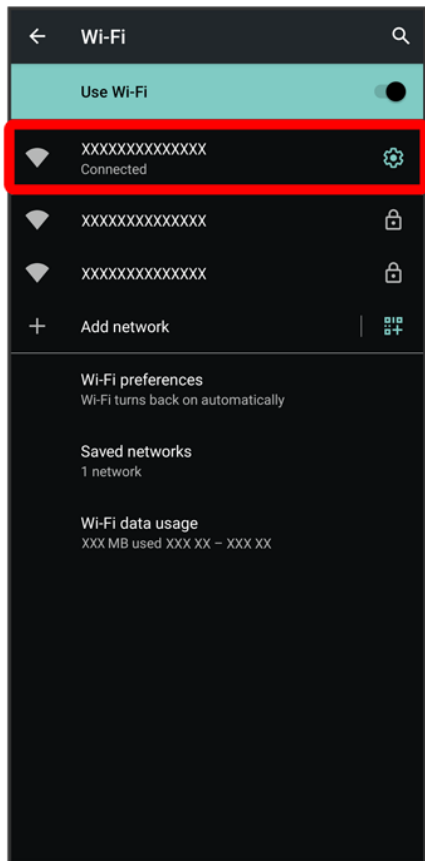 Wi-Fi
Use Wi-Fi
XXXXXXXXXXXXXX
Connected
XXXXXXXXXXXXXX
XXXXXXXXXXXXXX
Add network
Wi-Fi preferences
Wi-Fi turns back on automatically
Saved networks
1 network
Wi-Fi data usage
XXX MB used XXX XX – XXX XX